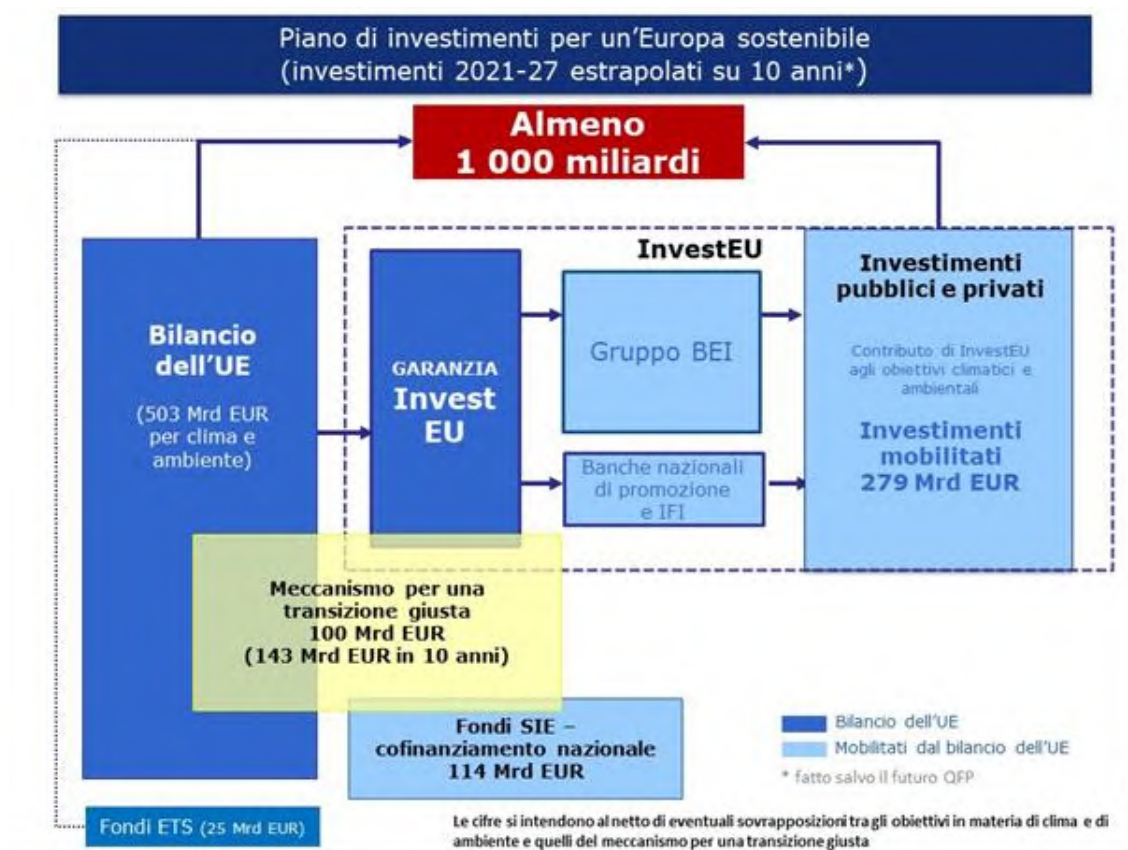 Piano di investimenti per un'Europa sostenibile
(investimenti 2021-27 estrapolati su 10 anni*)
Almeno
1 000 miliardi
Bilancio
dell'UE
(503 Mrd EUR
per clima e
ambiente)
GARANZIA
Invest
EU
InvestEU
Gruppo BEI
Banche nazionali
di promozione
e IFI
Investimenti
pubblici e privati
Contributo di InvestEU
agli obiettivi climatici e
ambientali
Investimenti
mobilitati
279 Mrd EUR
Meccanismo per una
transizione giusta
100 Mrd EUR
(143 Mrd EUR in 10 anni)
Fondi SIE –
cofinanziamento nazionale
114 Mrd EUR
Bilancio dell'UE
Mobilitati dal bilancio dell'UE
* fatto salvo il futuro QFP
Fondi ETS (25 Mrd EUR)
Le cifre si intendono al netto di eventuali sovrapposizioni tra gli obiettivi in materia di clima e di
ambiente e quelli del meccanismo per una transizione giusta